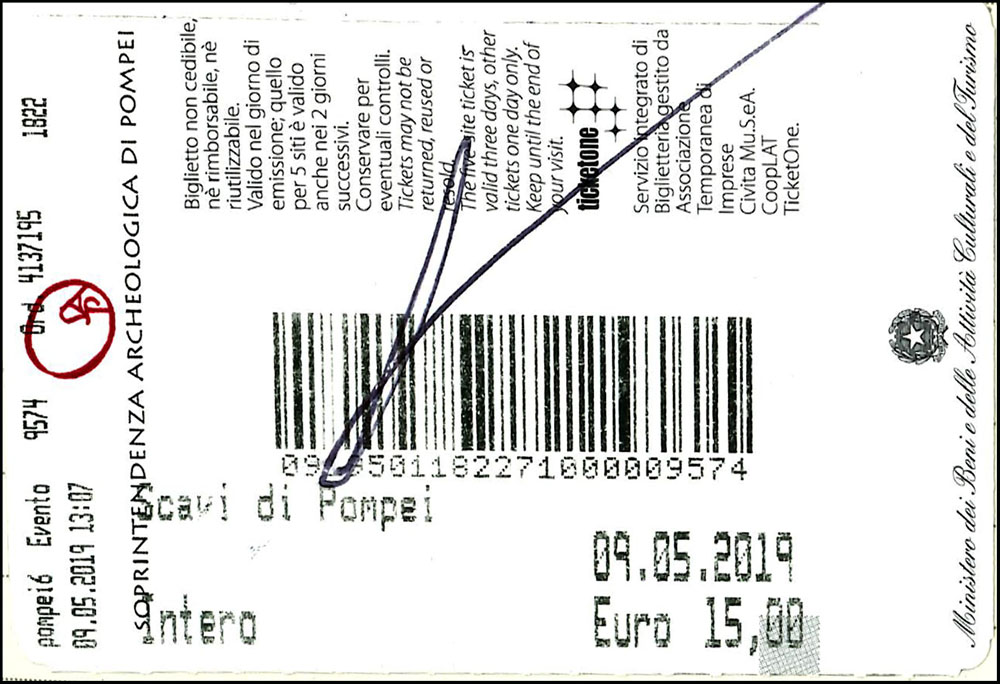 pompei6 Evento 9574 Ord. 4137195 1822
09.05.2019 13:07
SOPRINTENDENZA ARCHEOLOGICA DI POMPEI
Biglietto non cedibile,
nè rimborsabile, nè
riutilizzabile.
Valido nel giorno di
emissione; quello
per 5 siti è valido
anche nei 2 giorni
successivi.
Conservare per
eventuali controlli.
Tickets may not be
returned, reused or
resold.
The five site ticket is
valid three days, other
tickets one day only.
Keep until the end of
your visit.
ticketone
Servizio integrato di
Biglietteria gestito da
Associazione
Temporanea di
Imprese
Civita Mu.S.eA.
CoopLAT
TicketOne.
Scavi di Pompei
09.05.2019
Intero
Euro 15,00
Ministero dei Beni e delle Attività Culturali e del Turismo